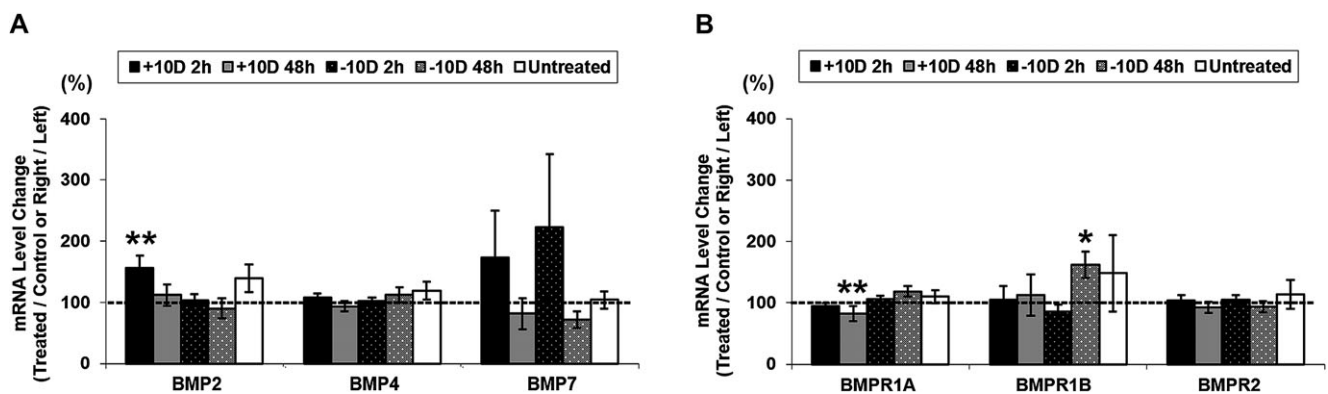 A
+10D 2h +10D 48h -10D 2h -10D 48h Untreated
(%)
mRNA Level Change
(Treated / Control or Right / Left)
400
300
200
100
0
**
BMP2 BMP4 BMP7
B
+10D 2h +10D 48h -10D 2h -10D 48h Untreated
(%)
mRNA Level Change
(Treated / Control or Right / Left)
400
300
200
100
0
**
*
BMPR1A BMPR1B BMPR2